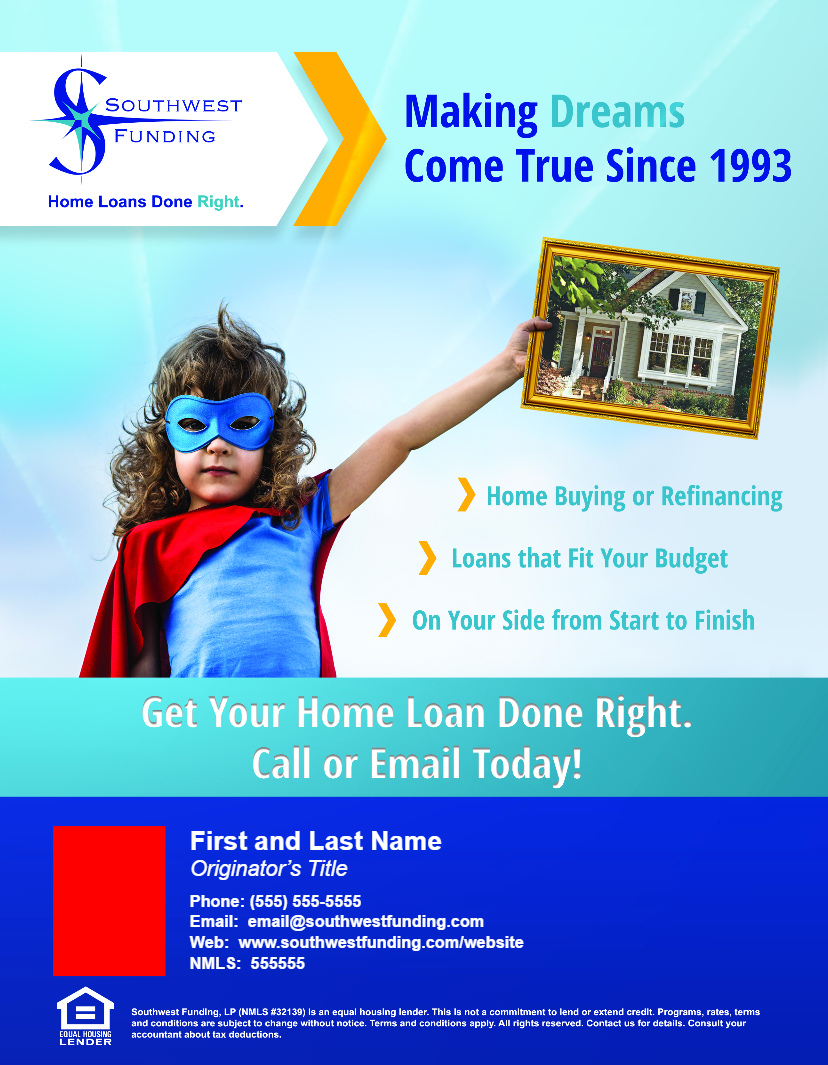 SOUTHWEST
FUNDING
Home Loans Done Right.
Making Dreams
Come True Since 1993
Home Buying or Refinancing
Loans that Fit Your Budget
On Your Side from Start to Finish
Get Your Home Loan Done Right.
Call or Email Today!
First and Last Name
Originator's Title
Phone: (555) 555-5555
Email: email@southwestfunding.com
Web: www.southwestfunding.com/website
NMLS: 555555
EQUAL HOUSING
LENDER
Southwest Funding, LP (NMLS #32139) is an equal housing lender. This is not a commitment to lend or extend credit. Programs, rates, terms
and conditions are subject to change without notice. Terms and conditions apply. All rights reserved. Contact us for details. Consult your
accountant about tax deductions.